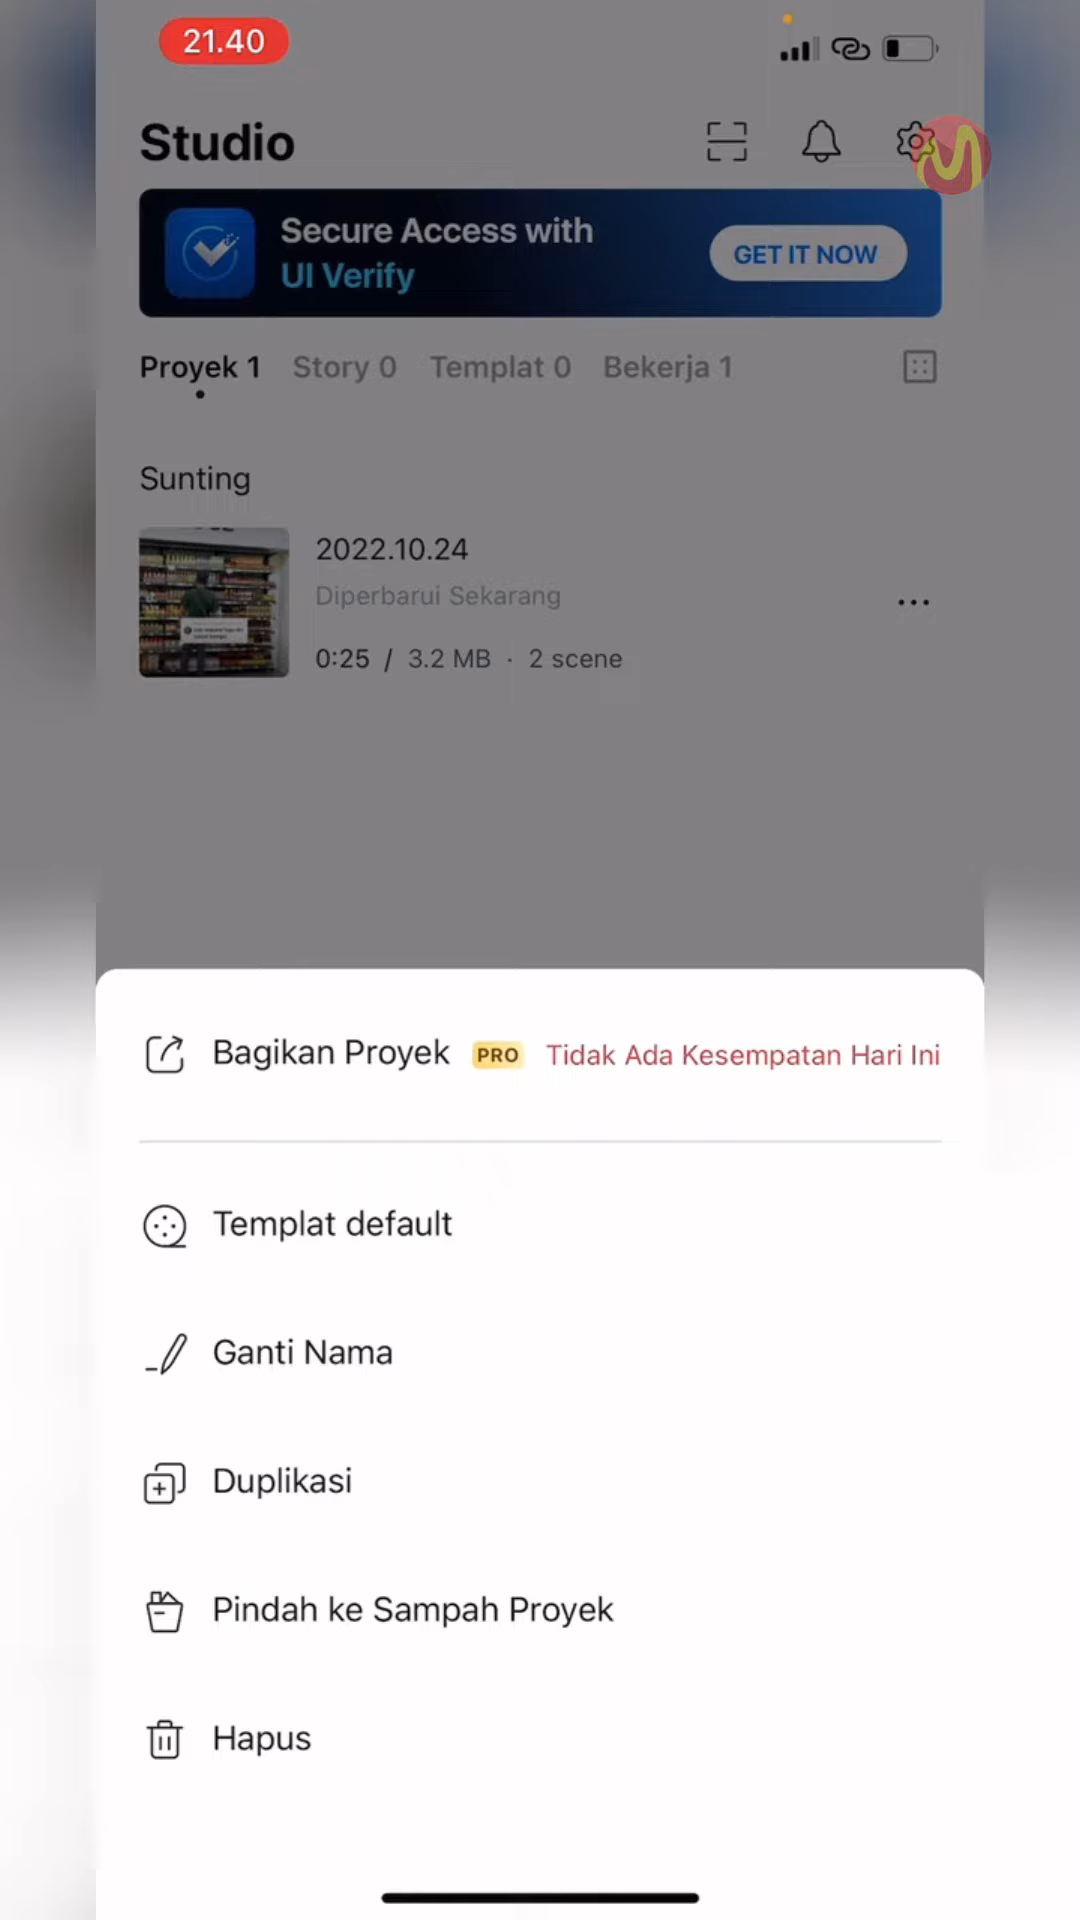 21.40
Studio
Secure Access with
UI Verify
GET IT NOW
Proyek 1 Story 0 Templat 0 Bekerja 1
Sunting
2022.10.24
Diperbarui Sekarang
0:25 / 3.2 MB · 2 scene
Bagikan Proyek PRO Tidak Ada Kesempatan Hari Ini
Templat default
Ganti Nama
Duplikasi
Pindah ke Sampah Proyek
Hapus